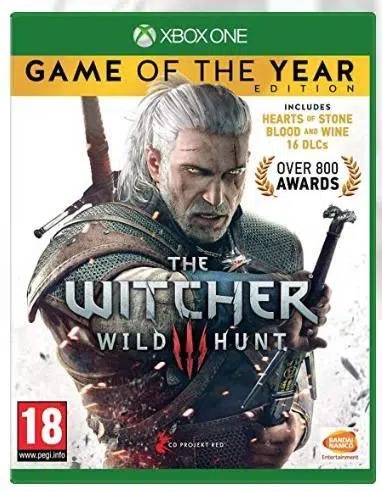 XBOX ONE
GAME OF THE YEAR
EDITION
INCLUDES
HEARTS OF STONE
BLOOD AND WINE
16 DLCs
OVER 800
AWARDS
THE
WITCHER
WILD HUNT
III
18
www.pegi.info
CD PROJEKT RED
BANDAI
NAMCO
Entertainment